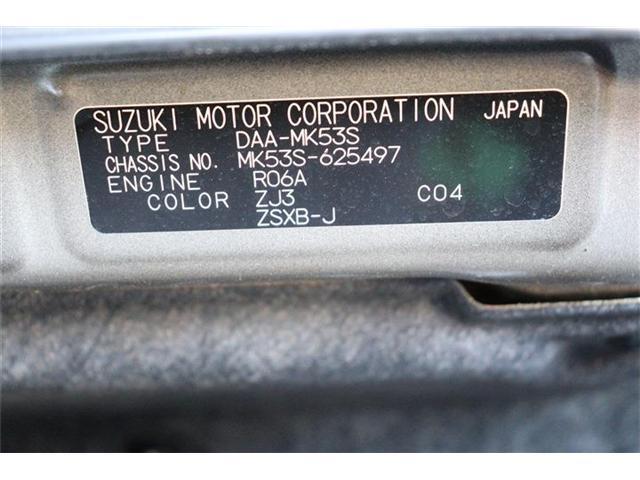 SUZUKI MOTOR CORPORATION JAPAN
TYPE DAA-MK53S
CHASSIS NO. MK53S-625497
ENGINE R06A
COLOR ZJ3 C04
ZSXB-J